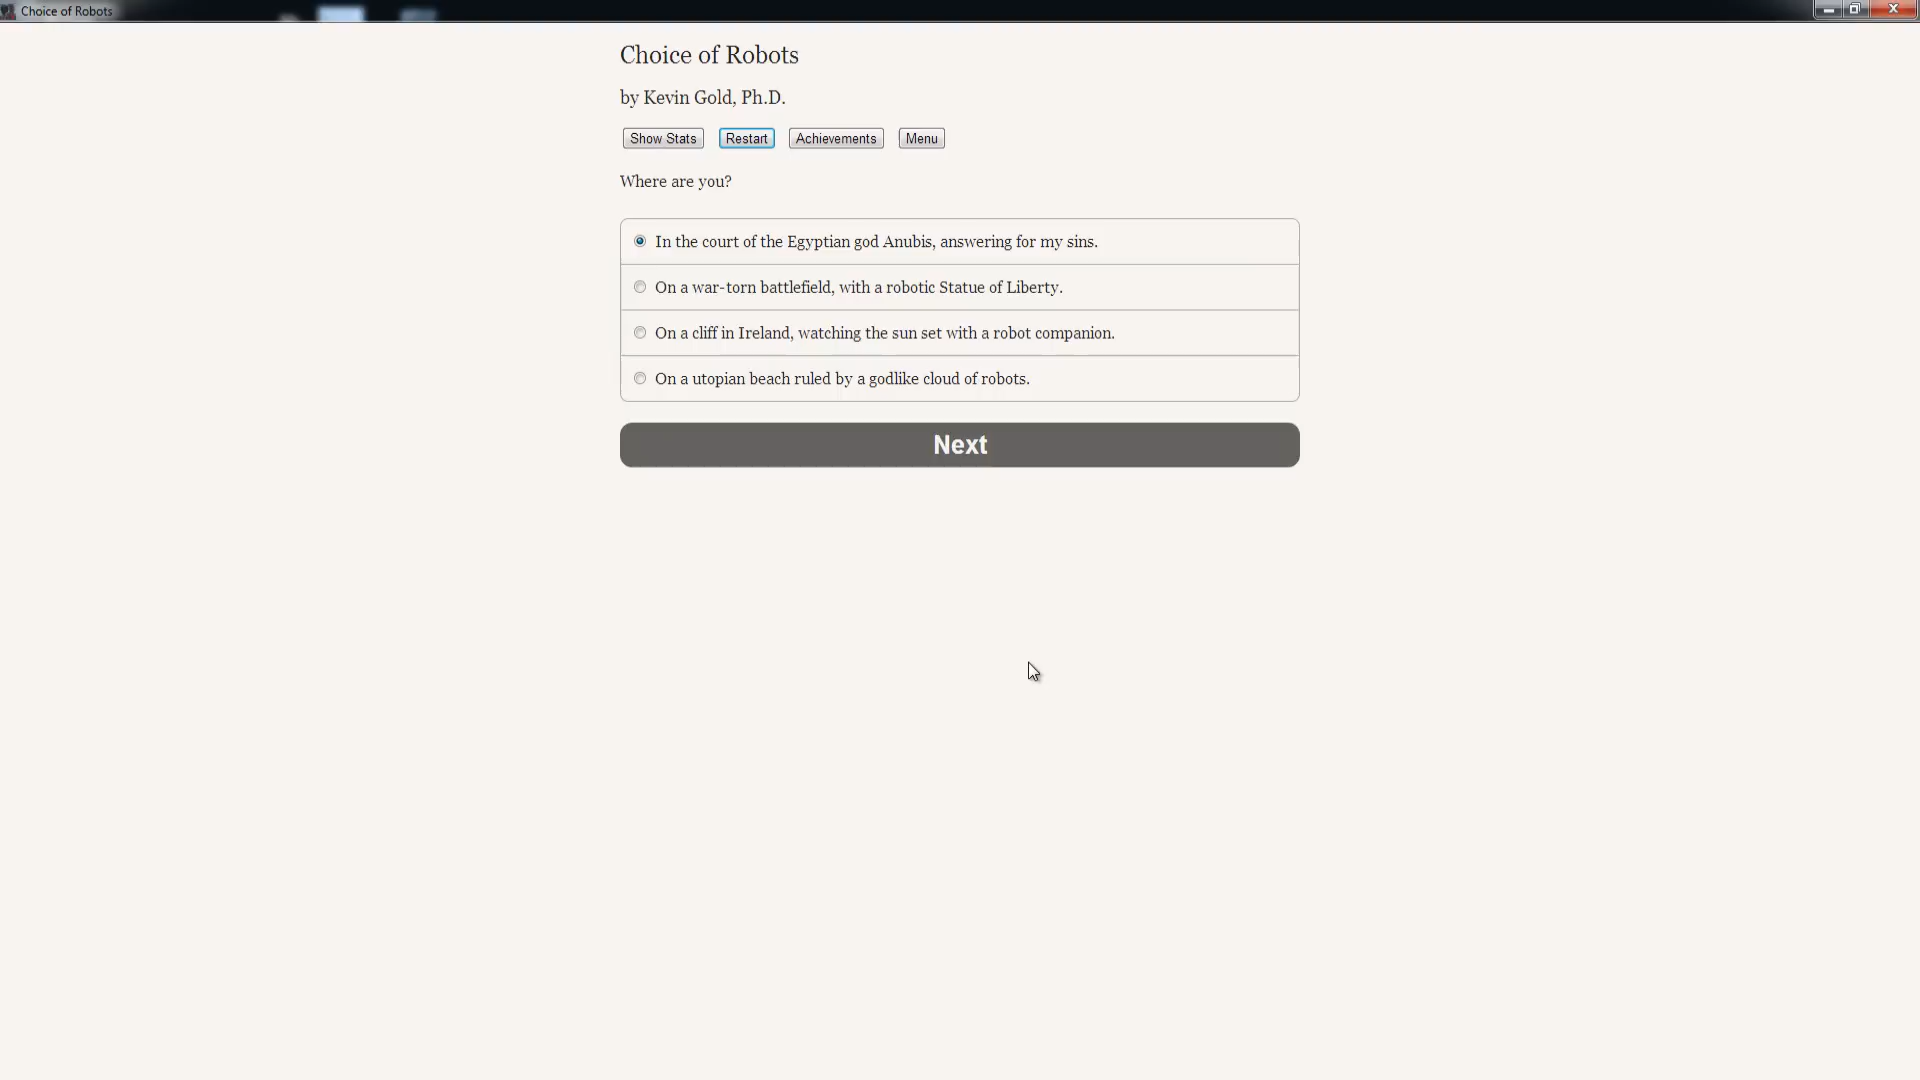 Choice of Robots
Choice of Robots
by Kevin Gold, Ph.D.
Show Stats Restart Achievements Menu
Where are you?
In the court of the Egyptian god Anubis, answering for my sins.
On a war-torn battlefield, with a robotic Statue of Liberty.
On a cliff in Ireland, watching the sun set with a robot companion.
On a utopian beach ruled by a godlike cloud of robots.
Next